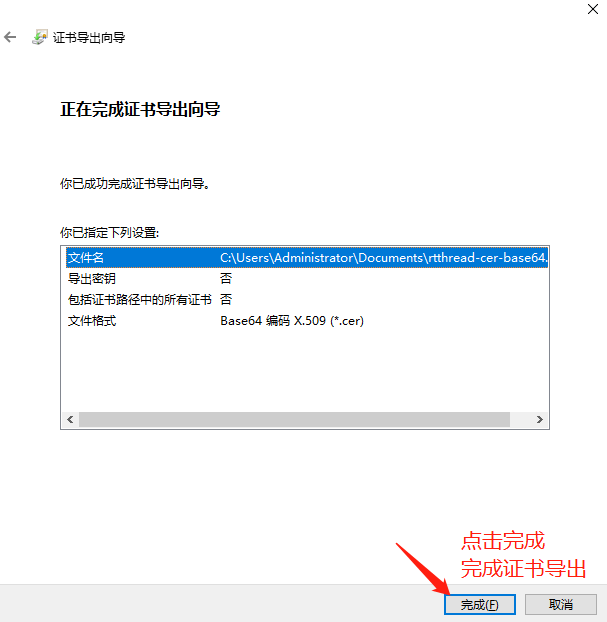 证书导出向导
正在完成证书导出向导
你已成功完成证书导出向导。
你已指定下列设置:
文件名 C:\Users\Administrator\Documents\rtthread-cer-base64.
导出密钥 否
包括证书路径中的所有证书 否
文件格式 Base64 编码 X.509 (*.cer)
点击完成
完成证书导出
完成(F) 取消